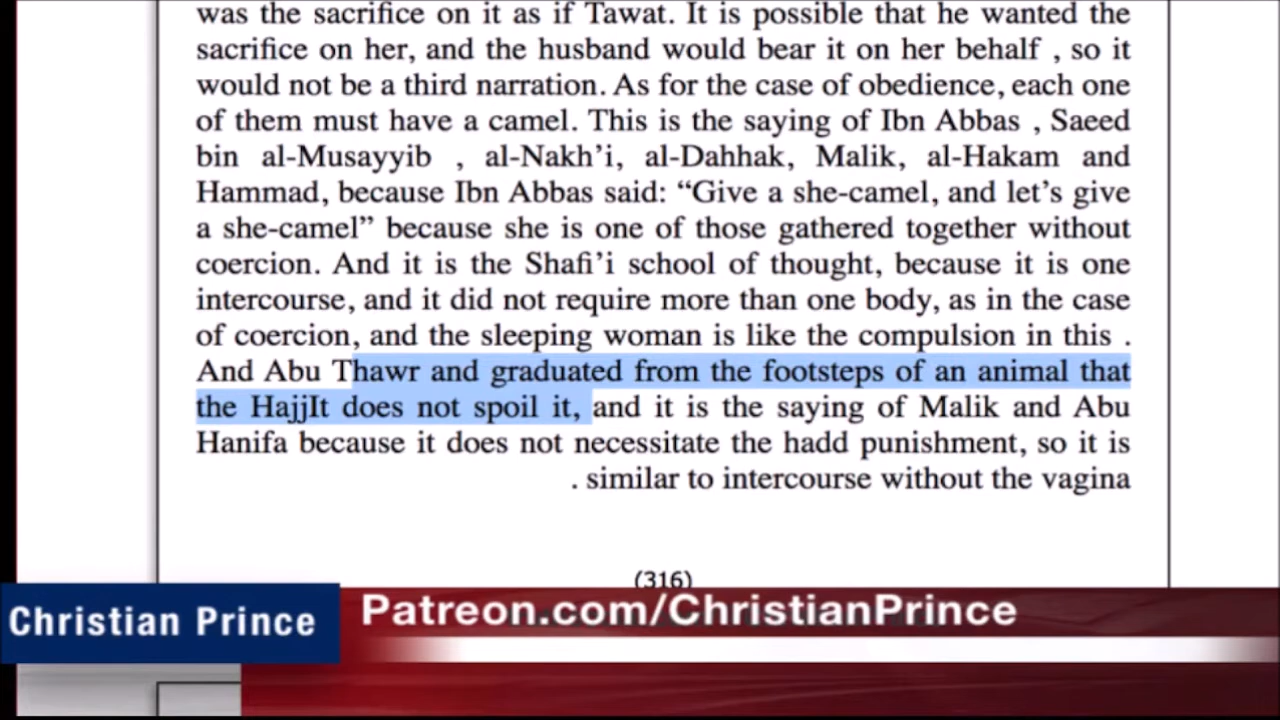 was the sacrifice on it as if Tawat. It is possible that he wanted the
sacrifice on her, and the husband would bear it on her behalf , so it
would not be a third narration. As for the case of obedience, each one
of them must have a camel. This is the saying of Ibn Abbas , Saeed
bin al-Musayyib , al-Nakh’i, al-Dahhak, Malik, al-Hakam and
Hammad, because Ibn Abbas said: “Give a she-camel, and let’s give
a she-camel” because she is one of those gathered together without
coercion. And it is the Shafi’i school of thought, because it is one
intercourse, and it did not require more than one body, as in the case
of coercion, and the sleeping woman is like the compulsion in this .
And Abu Thawr and graduated from the footsteps of an animal that
the HajjIt does not spoil it, and it is the saying of Malik and Abu
Hanifa because it does not necessitate the hadd punishment, so it is
. similar to intercourse without the vagina
(316)
Christian Prince
Patreon.com/ChristianPrince